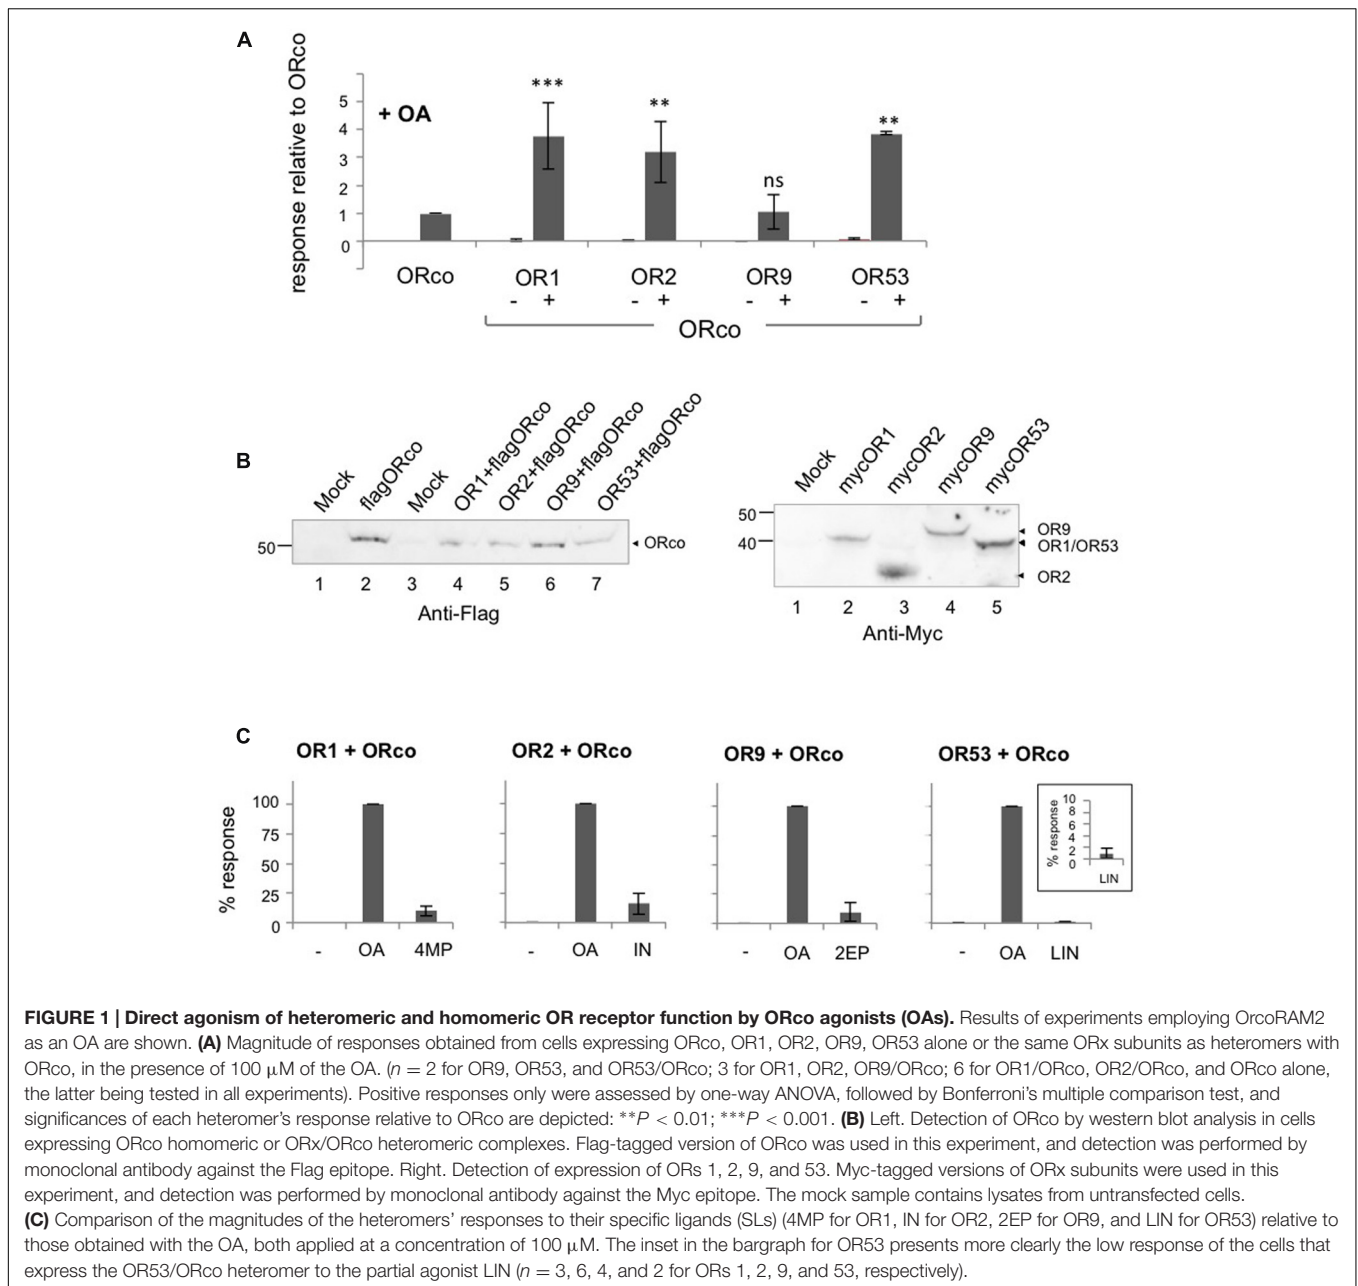 A
response relative to ORco
5
4
3
2
1
0
+ OA
***
**
ns
**
ORco
OR1
OR2
OR9
OR53
- + - + - + - +
ORco
B
Mock
flagORco
Mock
OR1+flagORco
OR2+flagORco
OR9+flagORco
OR53+flagORco
50
ORco
1 2 3 4 5 6 7
Anti-Flag
Mock
mycOR1
mycOR2
mycOR9
mycOR53
50
40
OR9
OR1/OR53
OR2
1 2 3 4 5
Anti-Myc
C
OR1 + ORco
% response
100
75
50
25
0
- OA 4MP
OR2 + ORco
- OA IN
OR9 + ORco
- OA 2EP
OR53 + ORco
- OA LIN
% response
10
8
6
4
2
0
LIN
FIGURE 1 | Direct agonism of heteromeric and homomeric OR receptor function by ORco agonists (OAs). Results of experiments employing OrcoRAM2
as an OA are shown. (A) Magnitude of responses obtained from cells expressing ORco, OR1, OR2, OR9, OR53 alone or the same ORx subunits as heteromers with
ORco, in the presence of 100 μM of the OA. (n = 2 for OR9, OR53, and OR53/ORco; 3 for OR1, OR2, OR9/ORco; 6 for OR1/ORco, OR2/ORco, and ORco alone,
the latter being tested in all experiments). Positive responses only were assessed by one-way ANOVA, followed by Bonferroni's multiple comparison test, and
significances of each heteromer's response relative to ORco are depicted: **P < 0.01; ***P < 0.001. (B) Left. Detection of ORco by western blot analysis in cells
expressing ORco homomeric or ORx/ORco heteromeric complexes. Flag-tagged version of ORco was used in this experiment, and detection was performed by
monoclonal antibody against the Flag epitope. Right. Detection of expression of ORs 1, 2, 9, and 53. Myc-tagged versions of ORx subunits were used in this
experiment, and detection was performed by monoclonal antibody against the Myc epitope. The mock sample contains lysates from untransfected cells.
(C) Comparison of the magnitudes of the heteromers' responses to their specific ligands (SLs) (4MP for OR1, IN for OR2, 2EP for OR9, and LIN for OR53) relative to
those obtained with the OA, both applied at a concentration of 100 μM. The inset in the bargraph for OR53 presents more clearly the low response of the cells that
express the OR53/ORco heteromer to the partial agonist LIN (n = 3, 6, 4, and 2 for ORs 1, 2, 9, and 53, respectively).